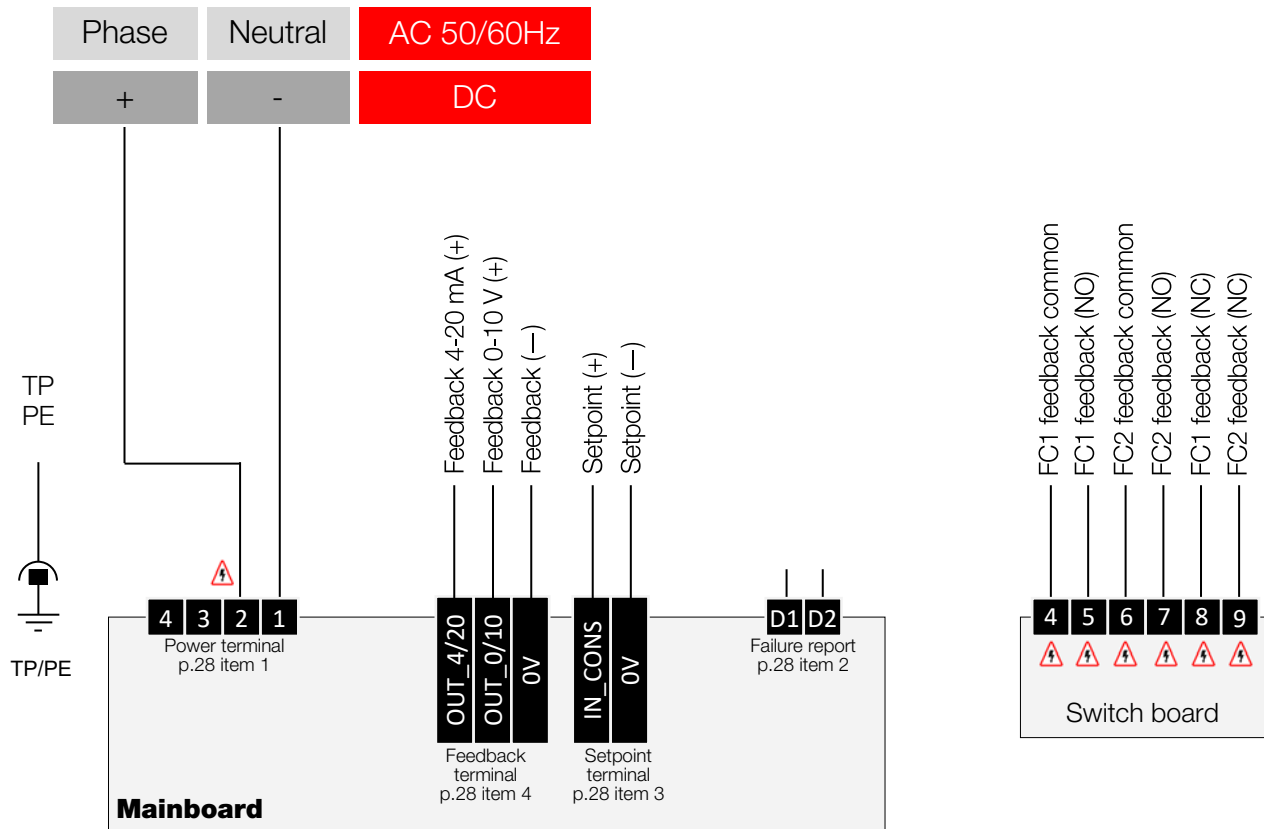 Phase Neutral AC 50/60Hz
+ - DC
TP
PE
TP/PE
Feedback 4-20 mA (+)
Feedback 0-10 V (+)
Feedback (—)
Setpoint (+)
Setpoint (—)
FC1 feedback common
FC1 feedback (NO)
FC2 feedback common
FC2 feedback (NO)
FC1 feedback (NC)
FC2 feedback (NC)
4 3 2 1
Power terminal
p.28 item 1
OUT_4/20
OUT_0/10
0V
Feedback
terminal
p.28 item 4
IN_CONS
0V
Setpoint
terminal
p.28 item 3
D1 D2
Failure report
p.28 item 2
4 5 6 7 8 9
Switch board
Mainboard